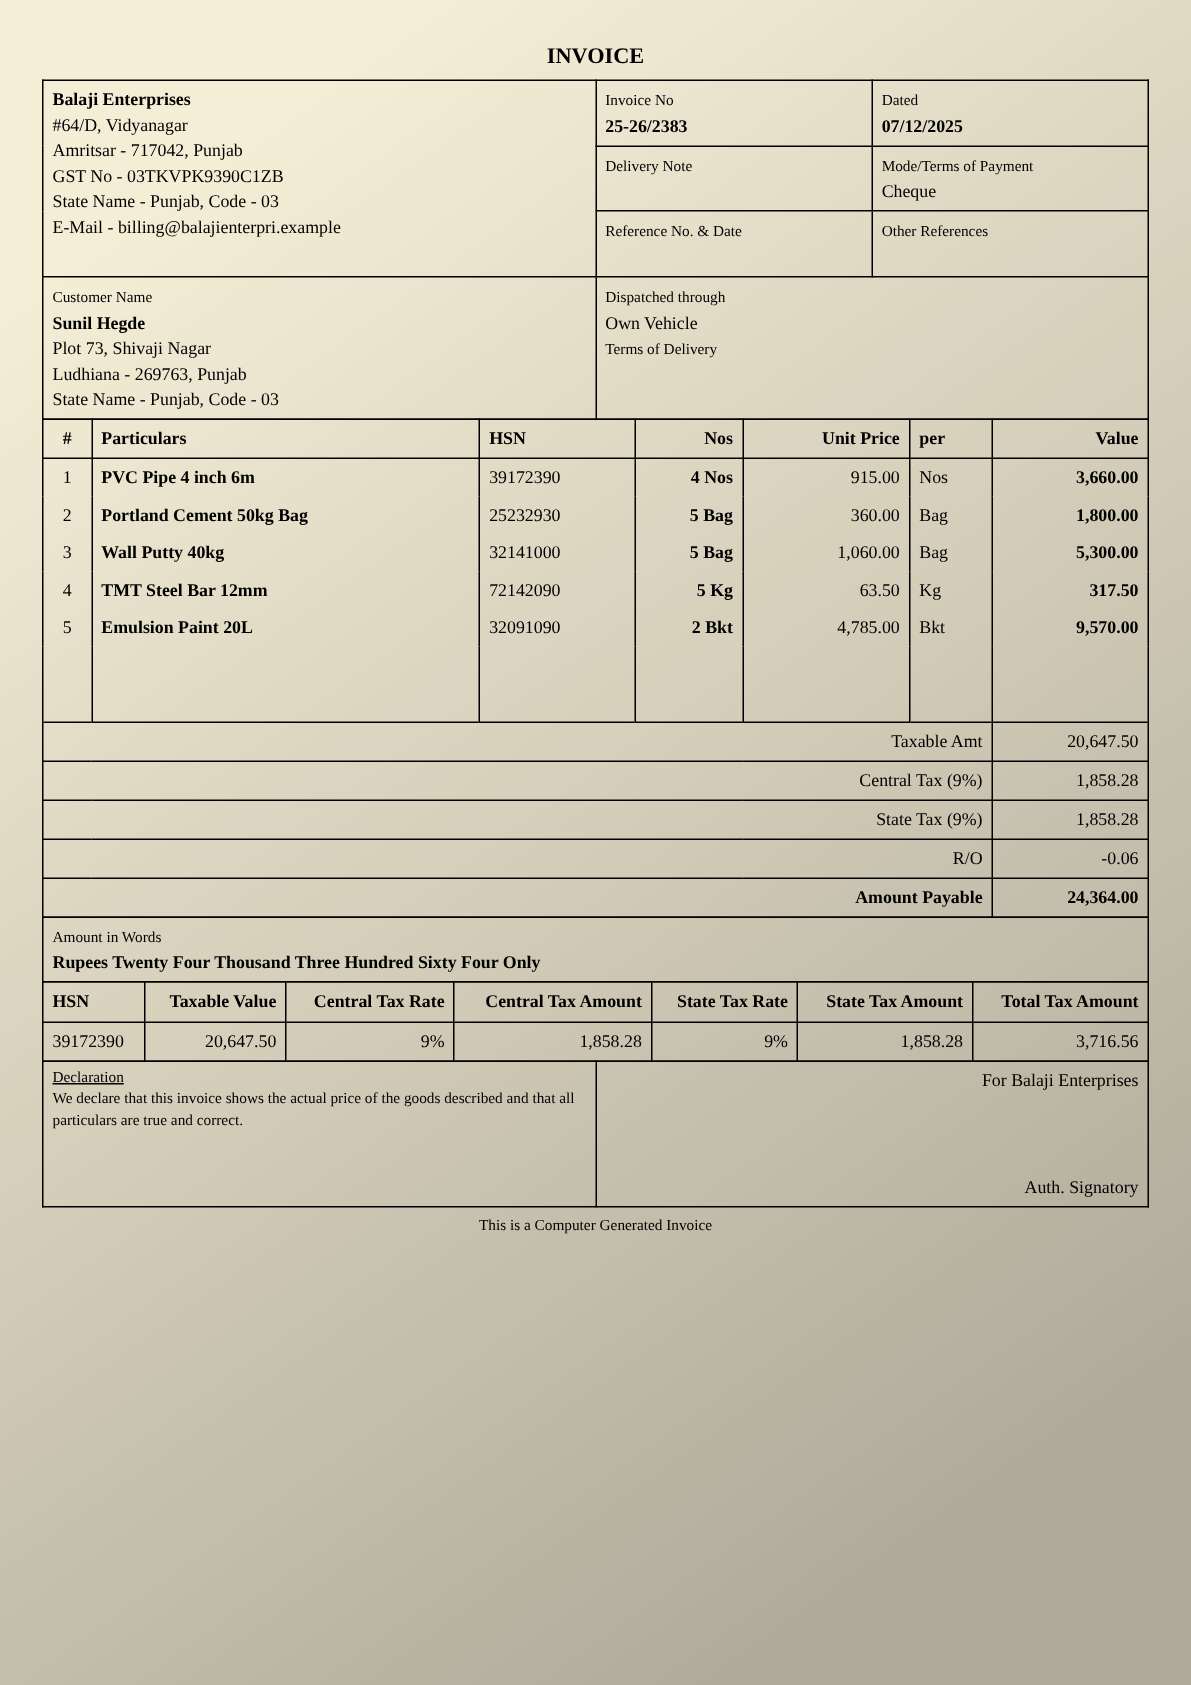 INVOICE
Balaji Enterprises
#64/D, Vidyanagar
Amritsar - 717042, Punjab
GST No - 03TKVPK9390C1ZB
State Name - Punjab, Code - 03
E-Mail - billing@balajienterpri.example
Invoice No
25-26/2383
Dated
07/12/2025
Delivery Note
Mode/Terms of Payment
Cheque
Reference No. & Date
Other References
Customer Name
Sunil Hegde
Plot 73, Shivaji Nagar
Ludhiana - 269763, Punjab
State Name - Punjab, Code - 03
Dispatched through
Own Vehicle
Terms of Delivery
# Particulars HSN Nos Unit Price per Value
1 PVC Pipe 4 inch 6m 39172390 4 Nos 915.00 Nos 3,660.00
2 Portland Cement 50kg Bag 25232930 5 Bag 360.00 Bag 1,800.00
3 Wall Putty 40kg 32141000 5 Bag 1,060.00 Bag 5,300.00
4 TMT Steel Bar 12mm 72142090 5 Kg 63.50 Kg 317.50
5 Emulsion Paint 20L 32091090 2 Bkt 4,785.00 Bkt 9,570.00
Taxable Amt 20,647.50
Central Tax (9%) 1,858.28
State Tax (9%) 1,858.28
R/O -0.06
Amount Payable 24,364.00
Amount in Words
Rupees Twenty Four Thousand Three Hundred Sixty Four Only
HSN Taxable Value Central Tax Rate Central Tax Amount State Tax Rate State Tax Amount Total Tax Amount
39172390 20,647.50 9% 1,858.28 9% 1,858.28 3,716.56
Declaration
We declare that this invoice shows the actual price of the goods described and that all
particulars are true and correct.
For Balaji Enterprises
Auth. Signatory
This is a Computer Generated Invoice